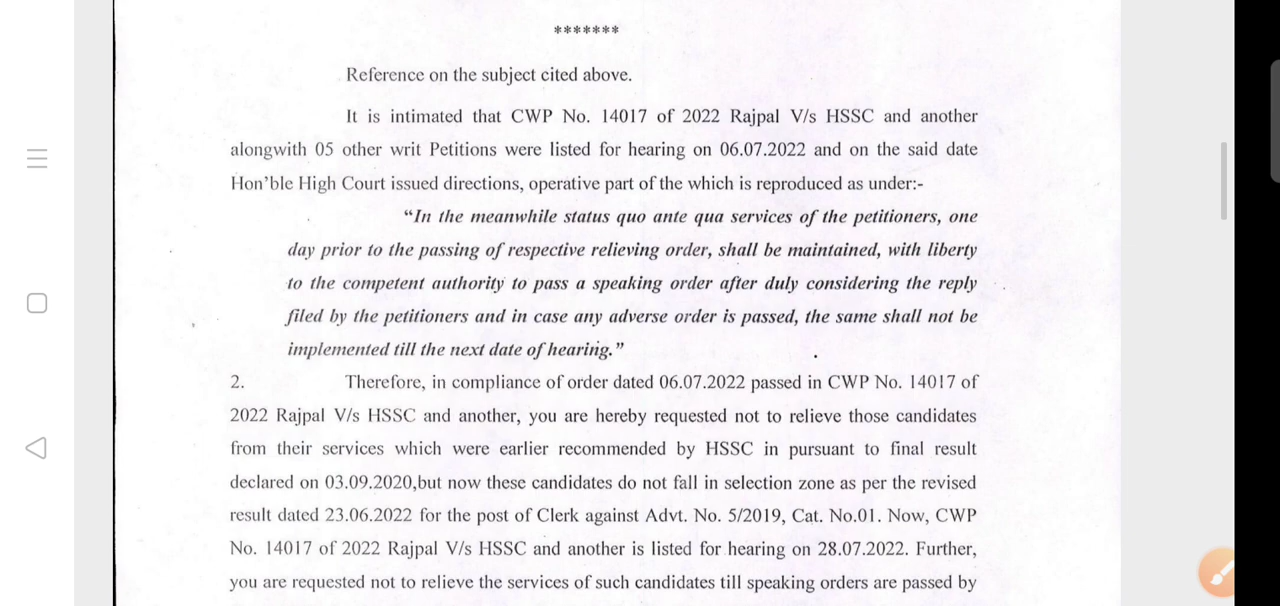 *******
Reference on the subject cited above.
It is intimated that CWP No. 14017 of 2022 Rajpal V/s HSSC and another
alongwith 05 other writ Petitions were listed for hearing on 06.07.2022 and on the said date
Hon'ble High Court issued directions, operative part of the which is reproduced as under:-
“In the meanwhile status quo ante qua services of the petitioners, one
day prior to the passing of respective relieving order, shall be maintained, with liberty
to the competent authority to pass a speaking order after duly considering the reply
filed by the petitioners and in case any adverse order is passed, the same shall not be
implemented till the next date of hearing.”
2. Therefore, in compliance of order dated 06.07.2022 passed in CWP No. 14017 of
2022 Rajpal V/s HSSC and another, you are hereby requested not to relieve those candidates
from their services which were earlier recommended by HSSC in pursuant to final result
declared on 03.09.2020,but now these candidates do not fall in selection zone as per the revised
result dated 23.06.2022 for the post of Clerk against Advt. No. 5/2019, Cat. No.01. Now, CWP
No. 14017 of 2022 Rajpal V/s HSSC and another is listed for hearing on 28.07.2022. Further,
you are requested not to relieve the services of such candidates till speaking orders are passed by